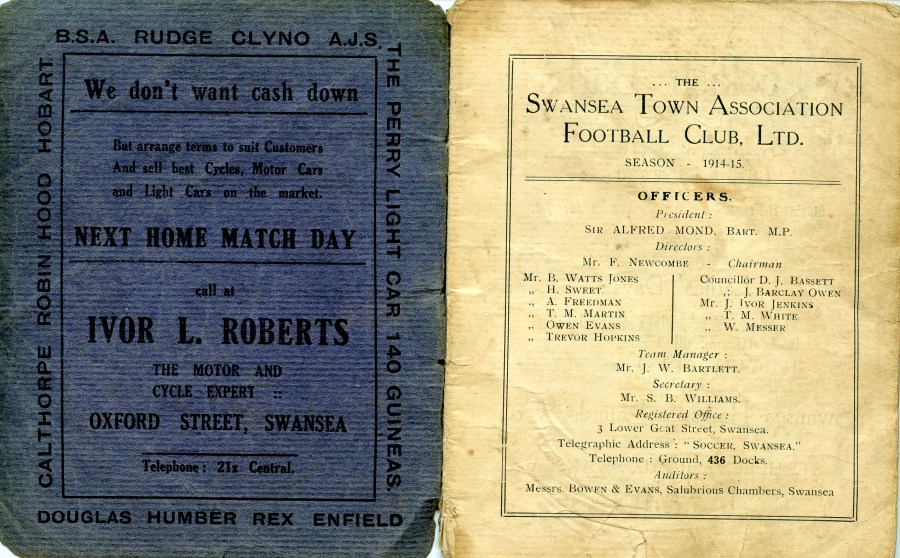 B.S.A. RUDGE CLYNO A.J.S.
THE PERRY LIGHT CAR 140 GUINEAS.
DOUGLAS HUMBER REX ENFIELD
CALTHORPE ROBIN HOOD HOBART
We don't want cash down
But arrange terms to suit Customers
And sell best Cycles, Motor Cars
and Light Cars on the market.
NEXT HOME MATCH DAY
call at
IVOR L. ROBERTS
THE MOTOR AND
CYCLE EXPERT ::
OXFORD STREET, SWANSEA
Telephone : 21x Central.
... THE ...
SWANSEA TOWN ASSOCIATION
FOOTBALL CLUB, LTD.
SEASON - 1914-15.
OFFICERS.
President :
SIR ALFRED MOND, BART. M.P.
Directors :
Mr. F. NEWCOMBE - Chairman
Mr. B. WATTS JONES
„ H. SWEET
„ A. FREEDMAN
„ T. M. MARTIN
„ OWEN EVANS
„ TREVOR HOPKINS
Councillor D. J. BASSETT
„ J. BARCLAY OWEN
Mr. J. IVOR JENKINS
„ T. M. WHITE
„ W. MESSER
Team Manager :
Mr. J. W. BARTLETT.
Secretary :
Mr. S. B. WILLIAMS.
Registered Office :
3 Lower Goat Street, Swansea.
Telegraphic Address : "SOCCER, SWANSEA."
Telephone : Ground, 436 Docks.
Auditors :
Messrs. BOWEN & EVANS, Salubrious Chambers, Swansea